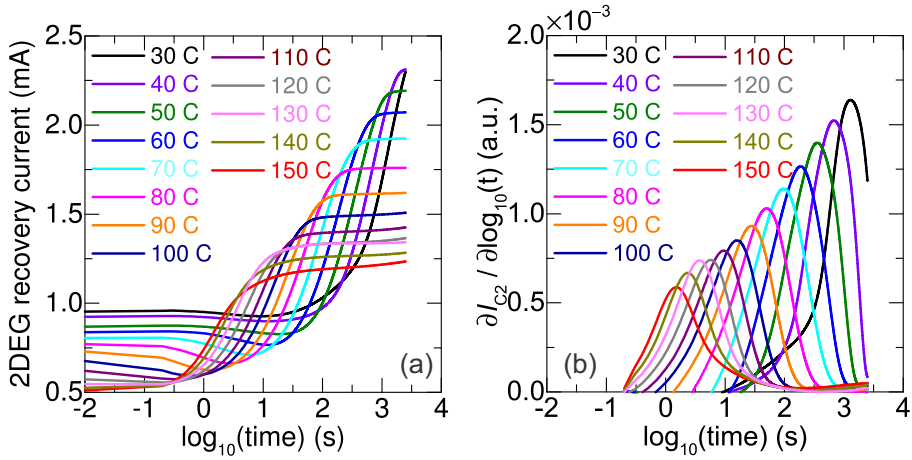 2DEG recovery current (mA)
2.5
2.0
1.5
1.0
0.5
30 C
40 C
50 C
60 C
70 C
80 C
90 C
100 C
110 C
120 C
130 C
140 C
150 C
(a)
-2 -1 0 1 2 3 4
log₁₀(time) (s)
×10⁻³
∂I_C2 / ∂log₁₀(t) (a.u.)
2.0
1.5
1.0
0.5
0.0
30 C
40 C
50 C
60 C
70 C
80 C
90 C
100 C
110 C
120 C
130 C
140 C
150 C
(b)
-2 -1 0 1 2 3 4
log₁₀(time) (s)